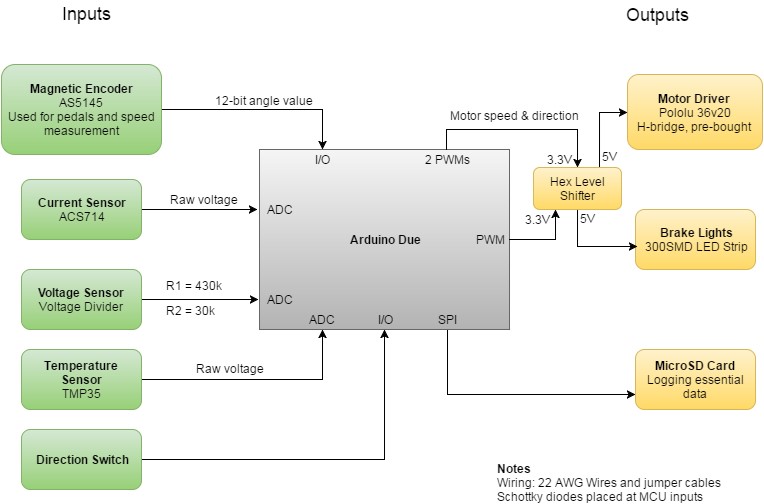 Inputs
Outputs
Magnetic Encoder
AS5145
Used for pedals and speed
measurement
12-bit angle value
Motor speed & direction
Motor Driver
Pololu 36v20
H-bridge, pre-bought
I/O
2 PWMs
3.3V
5V
Hex Level
Shifter
Current Sensor
ACS714
Raw voltage
ADC
Arduino Due
PWM
3.3V
5V
Brake Lights
300SMD LED Strip
Voltage Sensor
Voltage Divider
R1 = 430k
R2 = 30k
ADC
ADC
I/O
SPI
Temperature
Sensor
TMP35
Raw voltage
MicroSD Card
Logging essential
data
Direction Switch
Notes
Wiring: 22 AWG Wires and jumper cables
Schottky diodes placed at MCU inputs